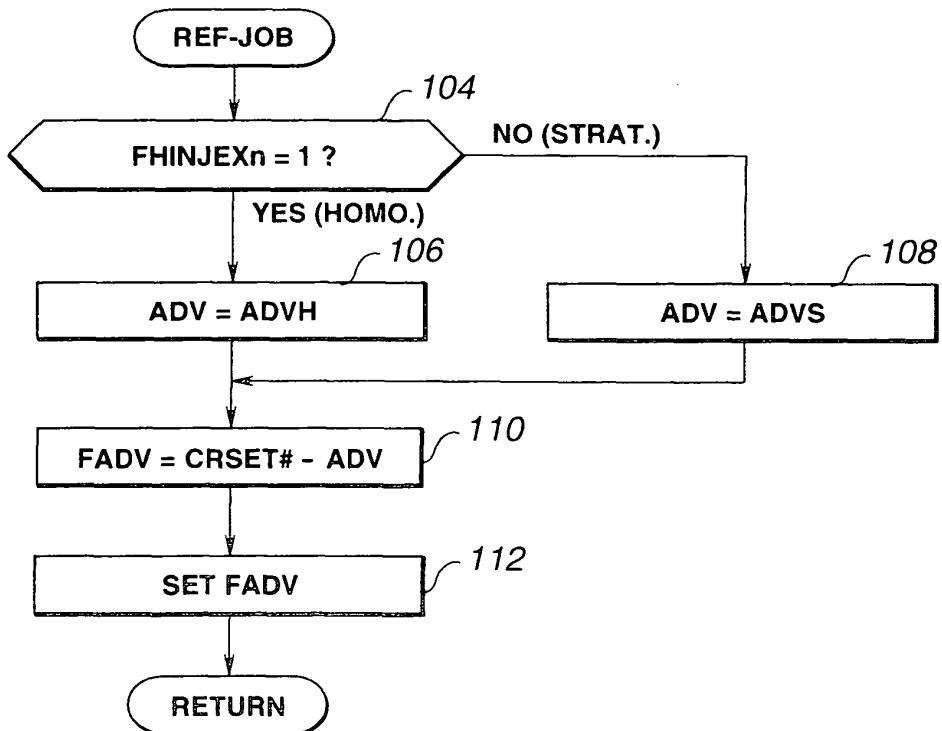 REF-JOB
104
FHINJEXn = 1 ?
NO (STRAT.)
YES (HOMO.)
106
ADV = ADVH
108
ADV = ADVS
110
FADV = CRSET# - ADV
112
SET FADV
RETURN